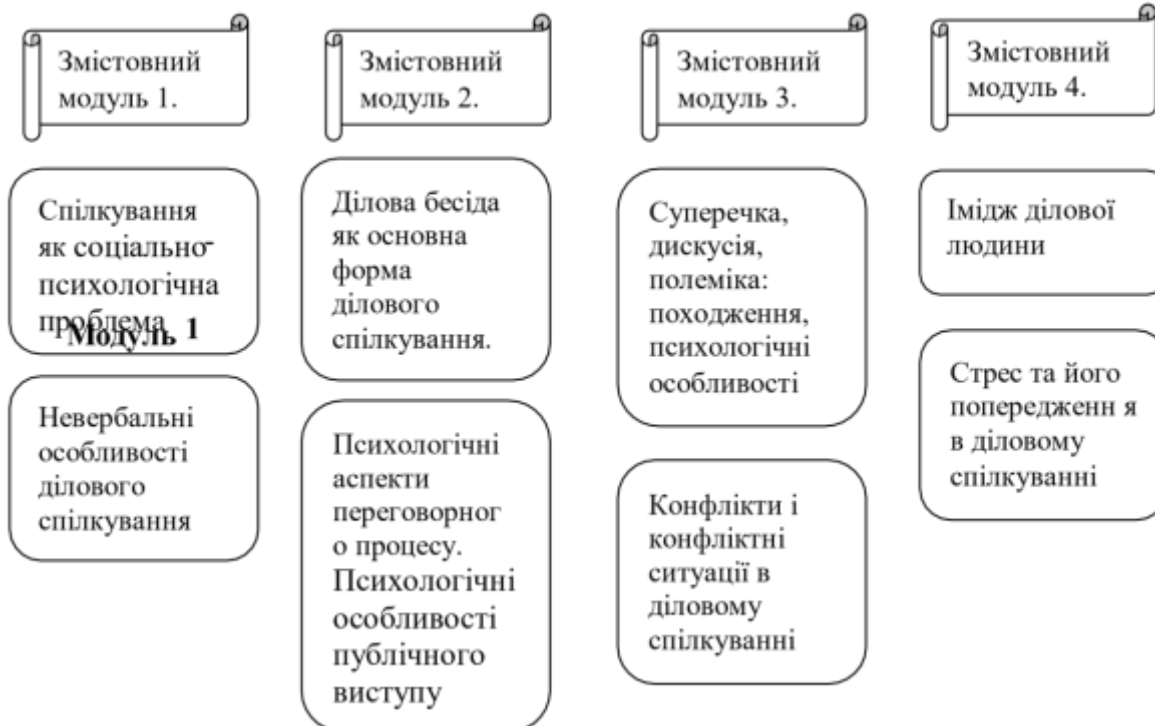 Змістовний
модуль 1.
Спілкування
як соціально-
психологічна
проблема
Модуль 1
Невербальні
особливості
ділового
спілкування
Змістовний
модуль 2.
Ділова бесіда
як основна
форма
ділового
спілкування.
Психологічні
аспекти
переговорног
о процесу.
Психологічні
особливості
публічного
виступу
Змістовний
модуль 3.
Суперечка,
дискусія,
полеміка:
походження,
психологічні
особливості
Конфлікти і
конфліктні
ситуації в
діловому
спілкуванні
Змістовний
модуль 4.
Імідж ділової
людини
Стрес та його
попередженн я
в діловому
спілкуванні